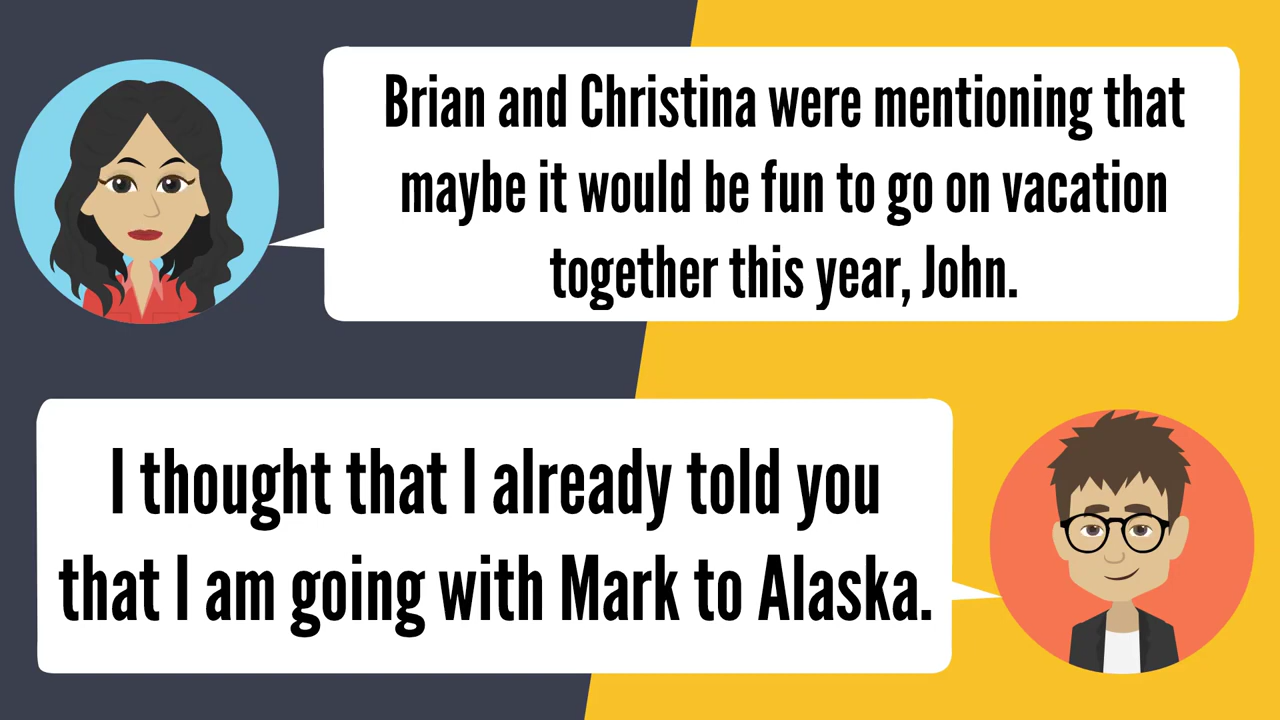 Brian and Christina were mentioning that
maybe it would be fun to go on vacation
together this year, John.
I thought that I already told you
that I am going with Mark to Alaska.